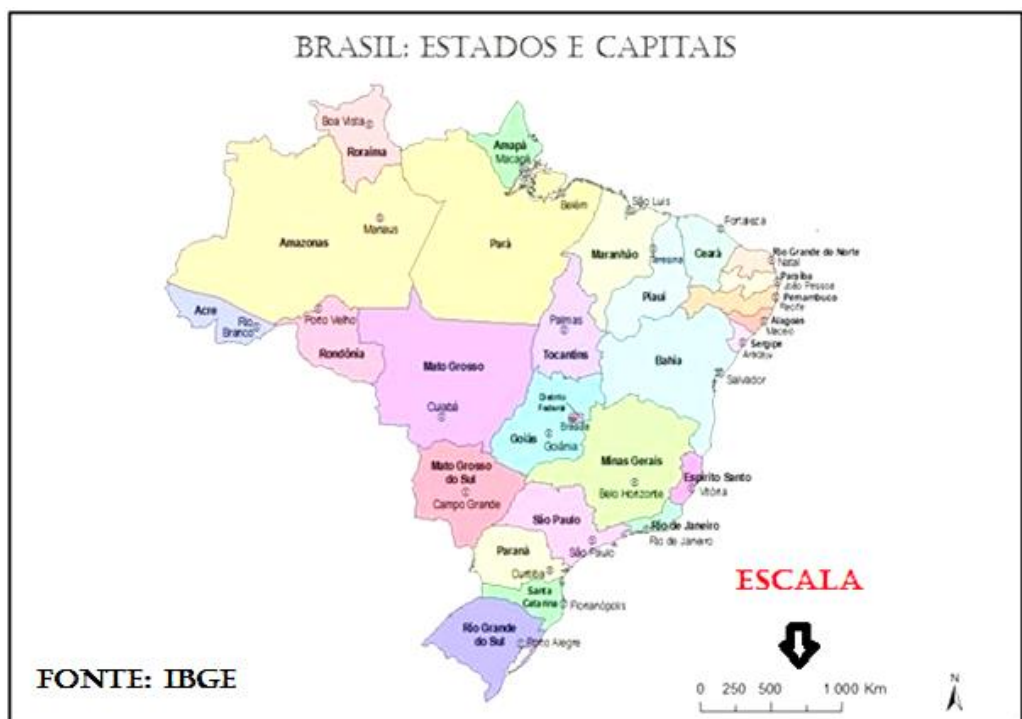 BRASIL: ESTADOS E CAPITAIS
Boa Vista
Roraima
Amapá
Macapá
Belém
São Luis
Fortaleza
Manaus
Amazonas
Pará
Maranhão
Teresina
Ceará
Rio Grande do Norte
Natal
Paraíba
João Pessoa
Pernambuco
Recife
Piauí
Acre
Rio
Branco
Porto Velho
Rondônia
Palmas
Tocantins
Alagoas
Maceió
Sergipe
Aracaju
Mato Grosso
Bahia
Salvador
Cuiabá
Distrito
Federal
Brasília
Goiás
Goiânia
Mato Grosso
do Sul
Campo Grande
Minas Gerais
Belo Horizonte
Espírito Santo
Vitória
São Paulo
São Paulo
Rio de Janeiro
Rio de Janeiro
Paraná
Curitiba
Santa
Catarina
Florianópolis
Rio Grande
do Sul
Porto Alegre
ESCALA
FONTE: IBGE
0 250 500 1 000 Km
N